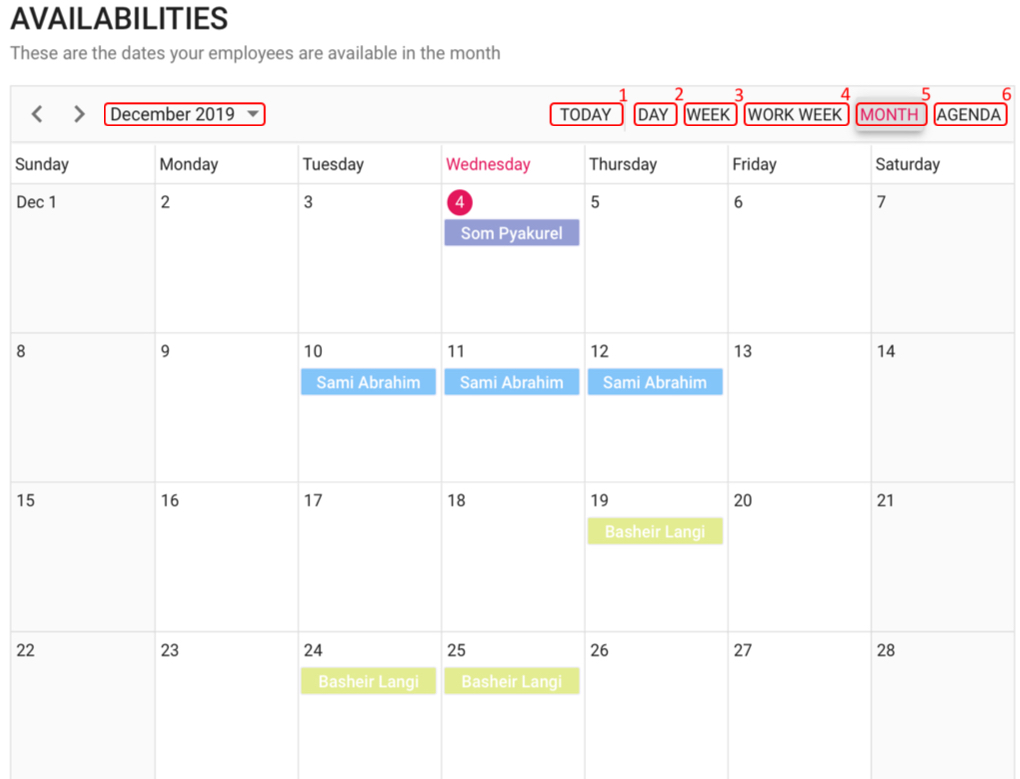 AVAILABILITIES
These are the dates your employees are available in the month
1 2 3 4 5 6
December 2019 TODAY DAY WEEK WORK WEEK MONTH AGENDA
Sunday Monday Tuesday Wednesday Thursday Friday Saturday
Dec 1 2 3 4 5 6 7
Som Pyakurel
8 9 10 11 12 13 14
Sami Abrahim Sami Abrahim Sami Abrahim
15 16 17 18 19 20 21
Basheir Langi
22 23 24 25 26 27 28
Basheir Langi Basheir Langi